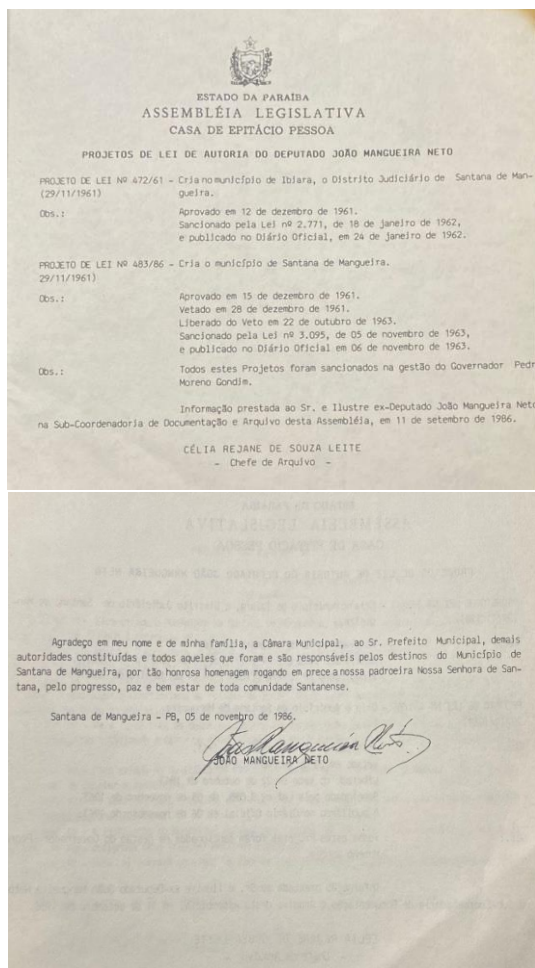 ESTADO DA PARAÍBA
ASSEMBLÉIA LEGISLATIVA
CASA DE EPITÁCIO PESSOA
PROJETOS DE LEI DE AUTORIA DO DEPUTADO JOÃO MANGUEIRA NETO
PROJETO DE LEI Nº 472/61 - Cria no município de Ibiara, o Distrito Judiciário de Santana de Man-
(29/11/1961) gueira.
Obs.: Aprovado em 12 de dezembro de 1961.
Sancionado pela Lei nº 2.771, de 18 de janeiro de 1962,
e publicado no Diário Oficial, em 24 de janeiro de 1962.
PROJETO DE LEI Nº 483/86 - Cria o município de Santana de Mangueira.
29/11/1961)
Obs.: Aprovado em 15 de dezembro de 1961.
Vetado em 28 de dezembro de 1961.
Liberado do Veto em 22 de outubro de 1963.
Sancionado pela Lei nº 3.095, de 05 de novembro de 1963,
e publicado no Diário Oficial em 06 de novembro de 1963.
Obs.: Todos estes Projetos foram sancionados na gestão do Governador Pedr
Moreno Gondim.
Informação prestada ao Sr. e Ilustre ex-Deputado João Mangueira Neto
na Sub-Coordenadoria de Documentação e Arquivo desta Assembléia, em 11 de setembro de 1986.
CÉLIA REJANE DE SOUZA LEITE
- Chefe de Arquivo -
Agradeço em meu nome e de minha família, a Câmara Municipal, ao Sr. Prefeito Municipal, demais
autoridades constituídas e todos aqueles que foram e são responsáveis pelos destinos do Município de
Santana de Mangueira, por tão honrosa homenagem rogando em prece a nossa padroeira Nossa Senhora de San-
tana, pelo progresso, paz e bem estar de toda comunidade Santanense.
Santana de Mangueira - PB, 05 de novembro de 1986.
João Mangueira Neto
JOÃO MANGUEIRA NETO